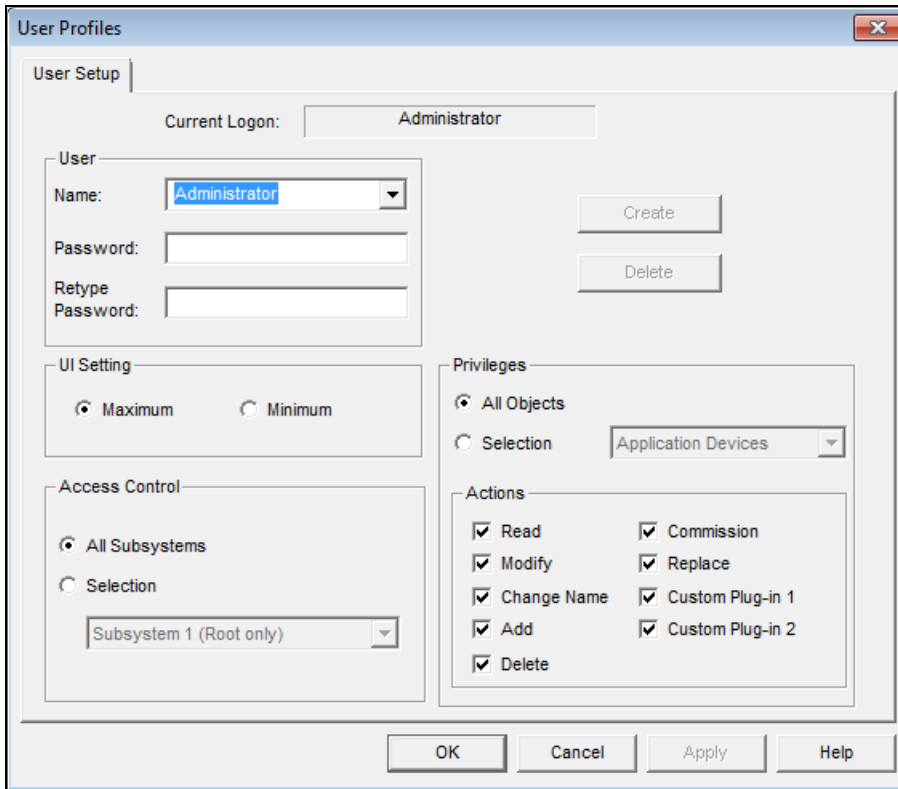 User Profiles
User Setup
Current Logon: Administrator
User
Name: Administrator
Create
Password:
Delete
Retype
Password:
UI Setting
Maximum Minimum
Privileges
All Objects
Selection Application Devices
Access Control
All Subsystems
Selection
Subsystem 1 (Root only)
Actions
Read Commission
Modify Replace
Change Name Custom Plug-in 1
Add Custom Plug-in 2
Delete
OK Cancel Apply Help